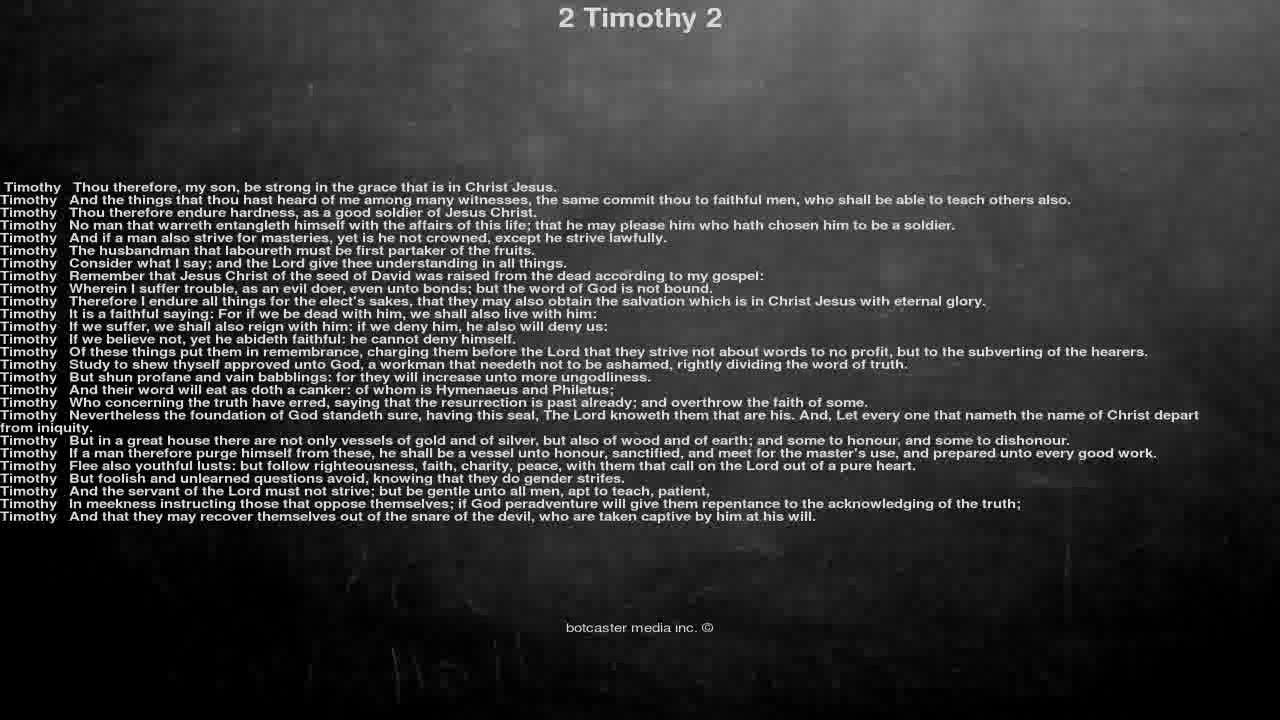 2 Timothy 2
Timothy Thou therefore, my son, be strong in the grace that is in Christ Jesus.
Timothy And the things that thou hast heard of me among many witnesses, the same commit thou to faithful men, who shall be able to teach others also.
Timothy Thou therefore endure hardness, as a good soldier of Jesus Christ.
Timothy No man that warreth entangleth himself with the affairs of this life; that he may please him who hath chosen him to be a soldier.
Timothy And if a man also strive for masteries, yet is he not crowned, except he strive lawfully.
Timothy The husbandman that laboureth must be first partaker of the fruits.
Timothy Consider what I say; and the Lord give thee understanding in all things.
Timothy Remember that Jesus Christ of the seed of David was raised from the dead according to my gospel:
Timothy Wherein I suffer trouble, as an evil doer, even unto bonds; but the word of God is not bound.
Timothy Therefore I endure all things for the elect's sakes, that they may also obtain the salvation which is in Christ Jesus with eternal glory.
Timothy It is a faithful saying: For if we be dead with him, we shall also live with him:
Timothy If we suffer, we shall also reign with him: if we deny him, he also will deny us:
Timothy If we believe not, yet he abideth faithful: he cannot deny himself.
Timothy Of these things put them in remembrance, charging them before the Lord that they strive not about words to no profit, but to the subverting of the hearers.
Timothy Study to shew thyself approved unto God, a workman that needeth not to be ashamed, rightly dividing the word of truth.
Timothy But shun profane and vain babblings: for they will increase unto more ungodliness.
Timothy And their word will eat as doth a canker: of whom is Hymenaeus and Philetus;
Timothy Who concerning the truth have erred, saying that the resurrection is past already; and overthrow the faith of some.
Timothy Nevertheless the foundation of God standeth sure, having this seal, The Lord knoweth them that are his. And, Let every one that nameth the name of Christ depart
from iniquity.
Timothy But in a great house there are not only vessels of gold and of silver, but also of wood and of earth; and some to honour, and some to dishonour.
Timothy If a man therefore purge himself from these, he shall be a vessel unto honour, sanctified, and meet for the master's use, and prepared unto every good work.
Timothy Flee also youthful lusts: but follow righteousness, faith, charity, peace, with them that call on the Lord out of a pure heart.
Timothy But foolish and unlearned questions avoid, knowing that they do gender strifes.
Timothy And the servant of the Lord must not strive; but be gentle unto all men, apt to teach, patient,
Timothy In meekness instructing those that oppose themselves; if God peradventure will give them repentance to the acknowledging of the truth;
Timothy And that they may recover themselves out of the snare of the devil, who are taken captive by him at his will.
botcaster media inc. ©